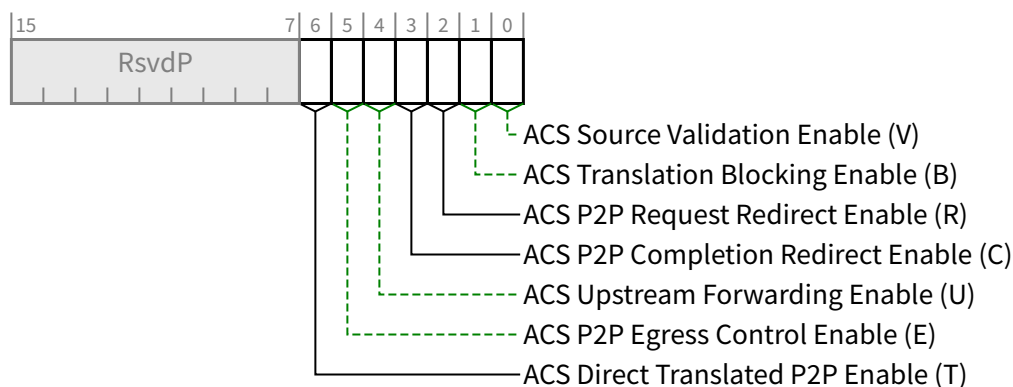 15 7 6 5 4 3 2 1 0
RsvdP
ACS Source Validation Enable (V)
ACS Translation Blocking Enable (B)
ACS P2P Request Redirect Enable (R)
ACS P2P Completion Redirect Enable (C)
ACS Upstream Forwarding Enable (U)
ACS P2P Egress Control Enable (E)
ACS Direct Translated P2P Enable (T)